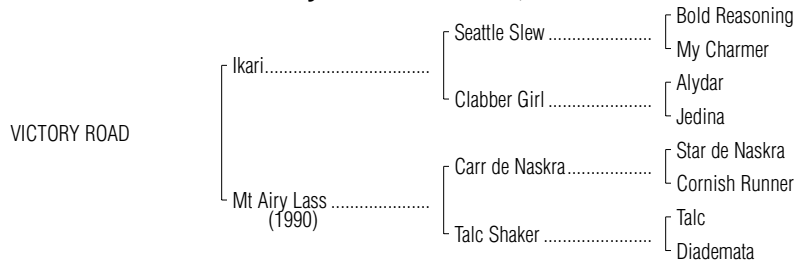 Bold Reasoning
Seattle Slew ......................
My Charmer
Ikari.................................
Alydar
Clabber Girl ......................
Jedina
VICTORY ROAD
Star de Naskra
Carr de Naskra..................
Cornish Runner
Mt Airy Lass .....................
(1990)
Talc
Talc Shaker .......................
Diademata